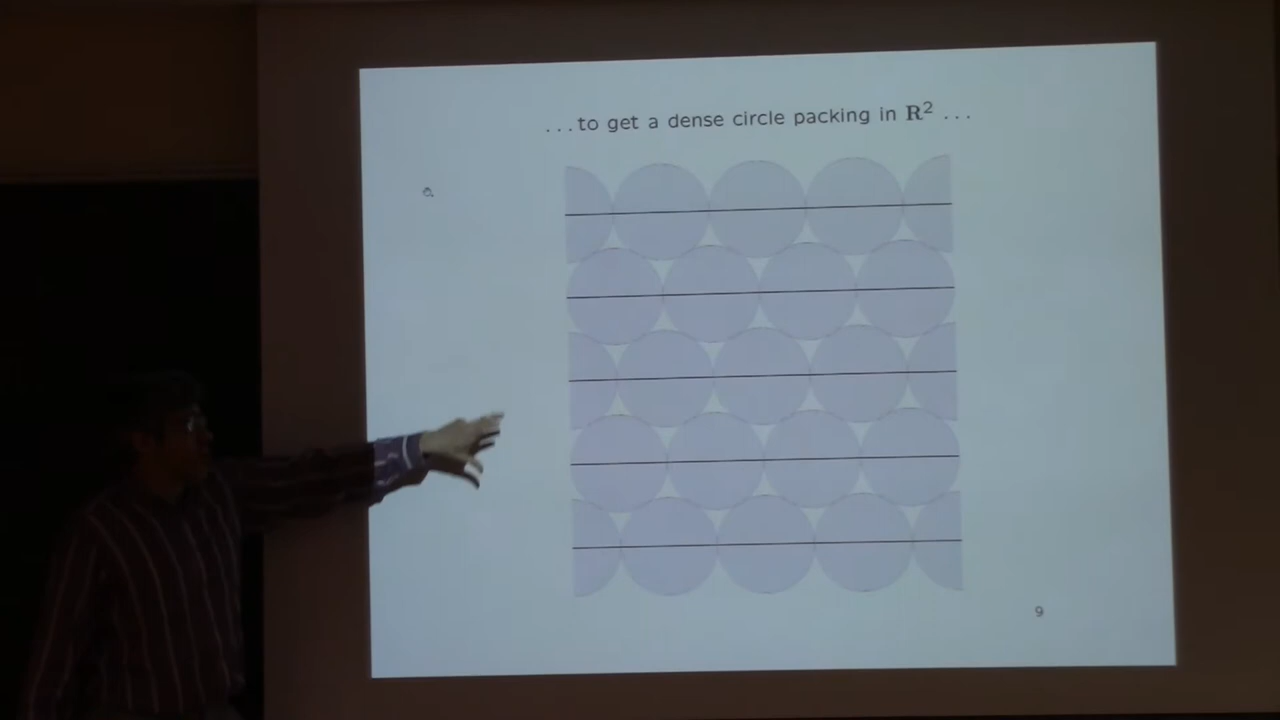 ...to get a dense circle packing in R² ...
9